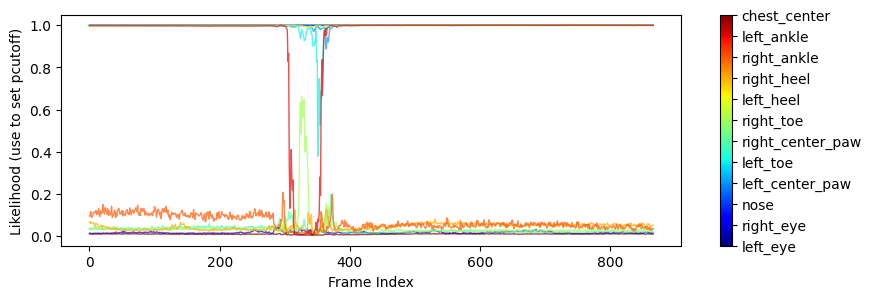 1.0
0.8
0.6
0.4
0.2
0.0
Likelihood (use to set pcutoff)
0
200
400
600
800
Frame Index
chest_center
left_ankle
right_ankle
right_heel
left_heel
right_toe
right_center_paw
left_toe
left_center_paw
nose
right_eye
left_eye